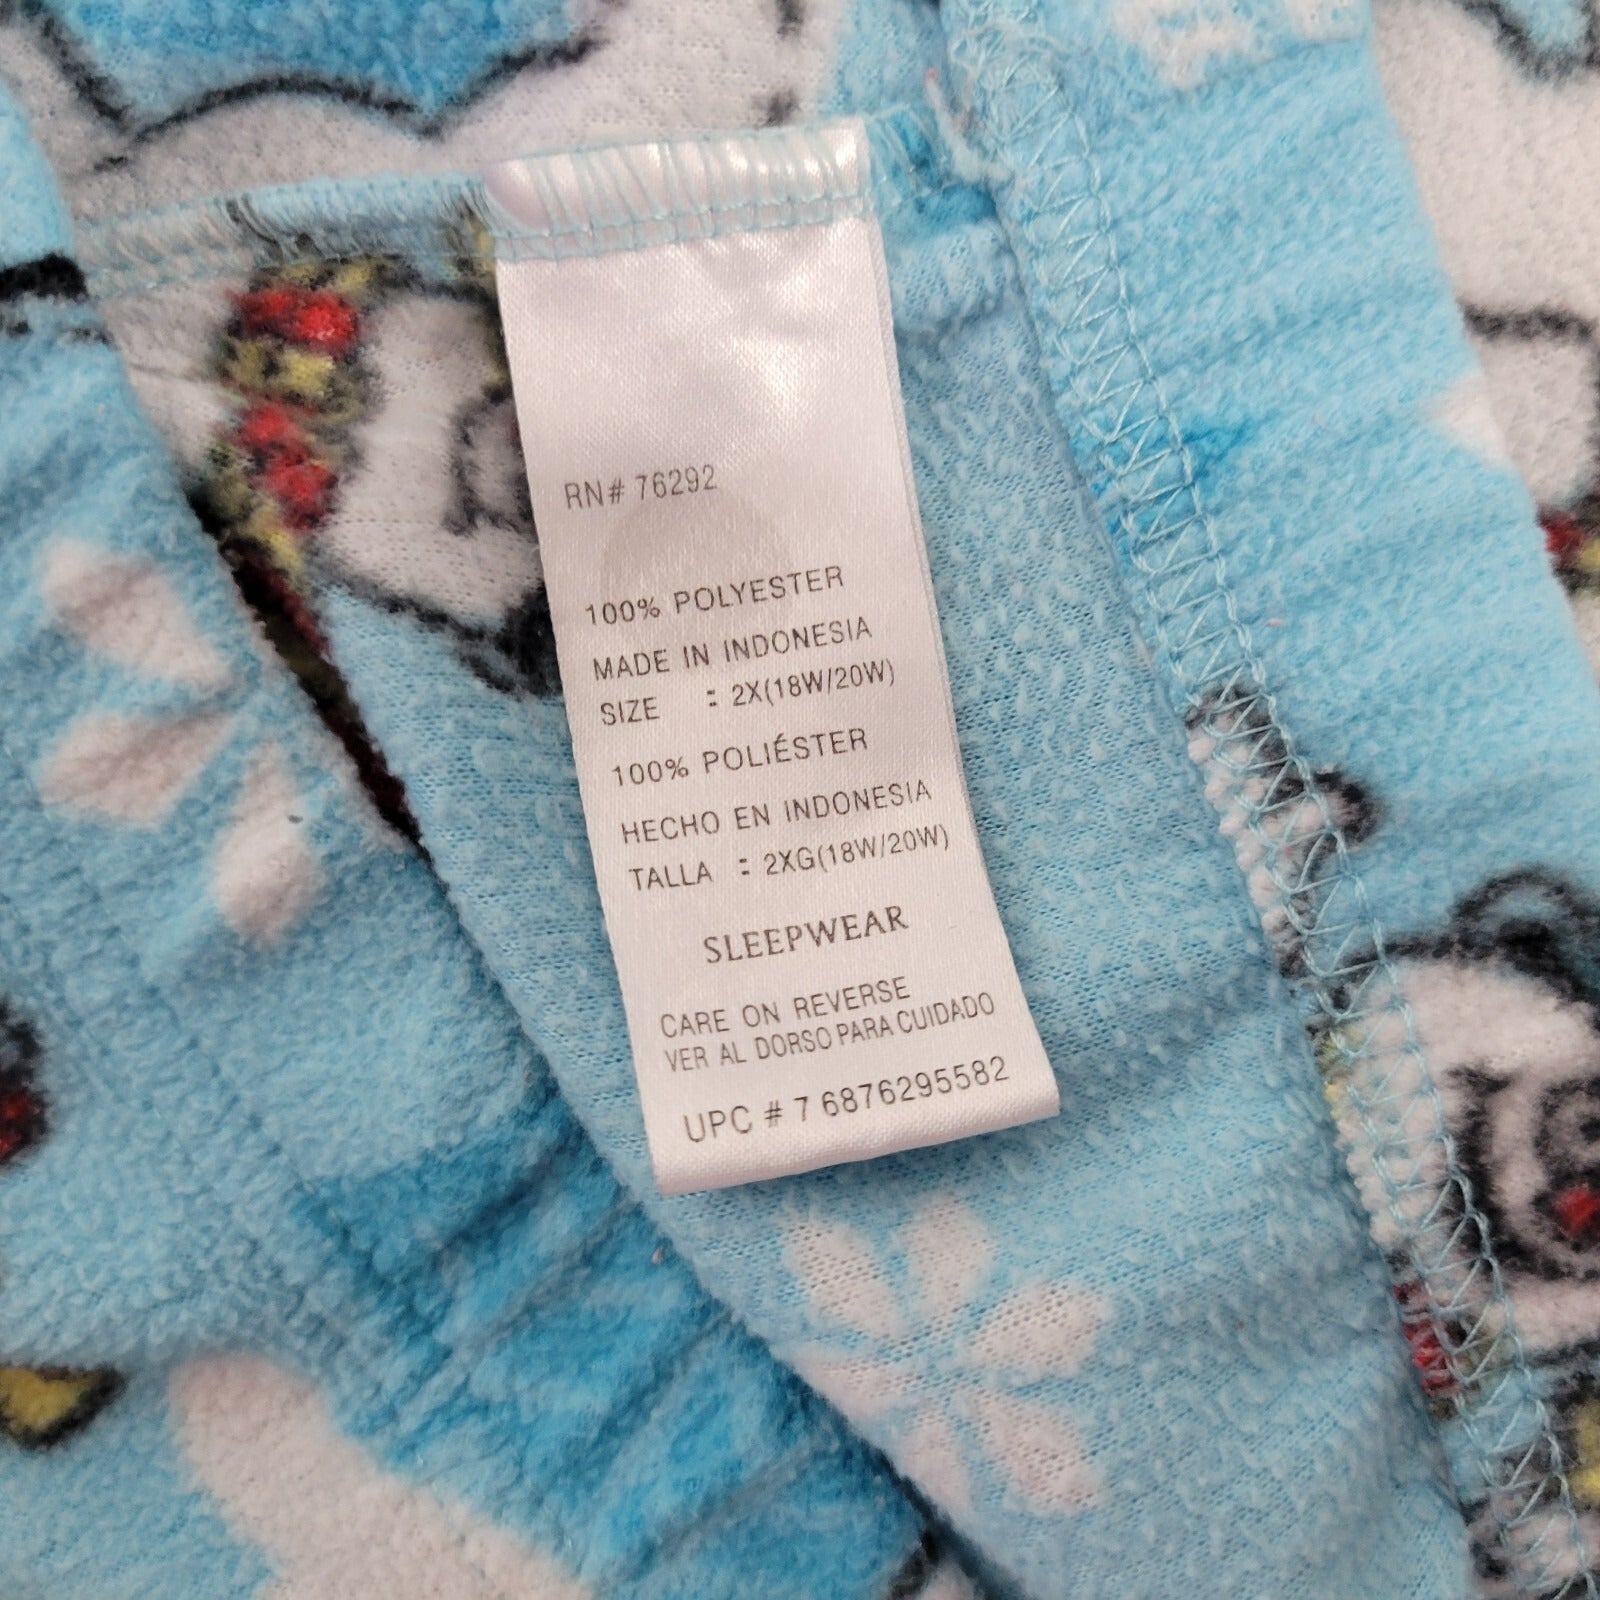 RN# 76292
100% POLYESTER
MADE IN INDONESIA
SIZE : 2X(18W/20W)
100% POLIÉSTER
HECHO EN INDONESIA
TALLA : 2XG(18W/20W)
SLEEPWEAR
CARE ON REVERSE
VER AL DORSO PARA CUIDADO
UPC # 7 6876295582